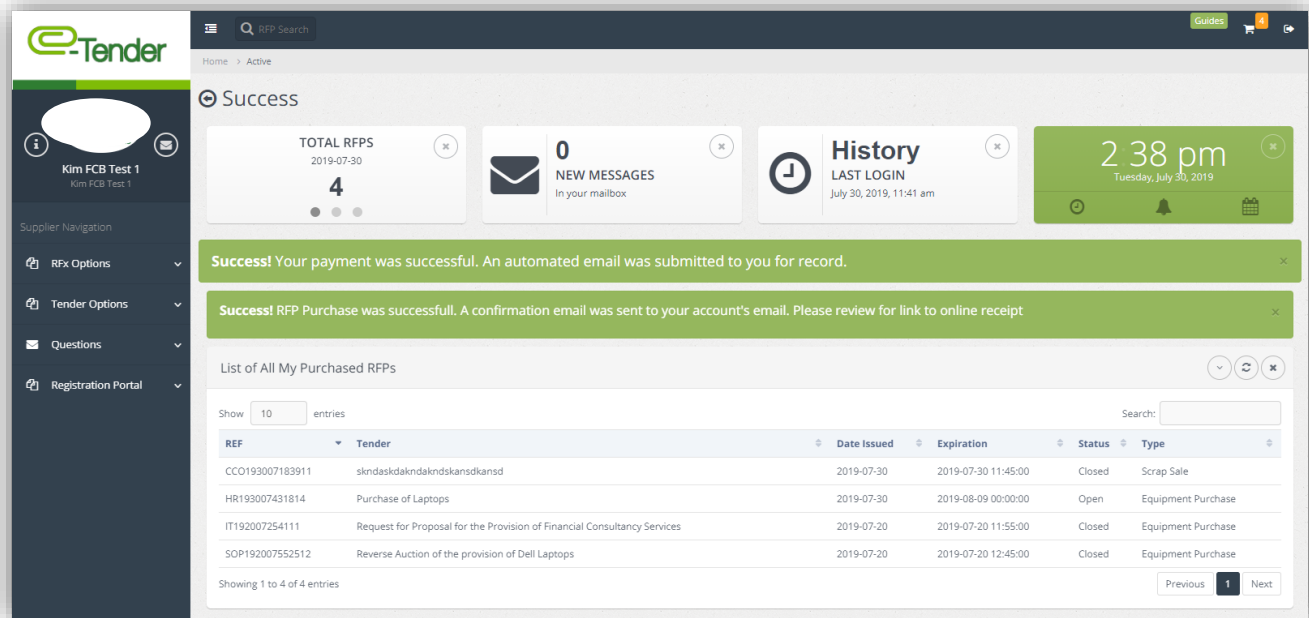 e-Tender
RFP Search
Guides
4
Home > Active
Success
i
Kim FCB Test 1
Kim FCB Test 1
Supplier Navigation
RFx Options
Tender Options
Questions
Registration Portal
TOTAL RFPS
2019-07-30
4
0
NEW MESSAGES
In your mailbox
History
LAST LOGIN
July 30, 2019, 11:41 am
2 38 pm
Tuesday, July 30, 2019
Success! Your payment was successful. An automated email was submitted to you for record. ×
Success! RFP Purchase was successfull. A confirmation email was sent to your account's email. Please review for link to online receipt ×
List of All My Purchased RFPs
Show 10 entries Search:
REF Tender Date Issued Expiration Status Type
CCO193007183911 skndaskdakndakndskansdkansd 2019-07-30 2019-07-30 11:45:00 Closed Scrap Sale
HR193007431814 Purchase of Laptops 2019-07-30 2019-08-09 00:00:00 Open Equipment Purchase
IT192007254111 Request for Proposal for the Provision of Financial Consultancy Services 2019-07-20 2019-07-20 11:55:00 Closed Equipment Purchase
SOP192007552512 Reverse Auction of the provision of Dell Laptops 2019-07-20 2019-07-20 12:45:00 Closed Equipment Purchase
Showing 1 to 4 of 4 entries Previous 1 Next